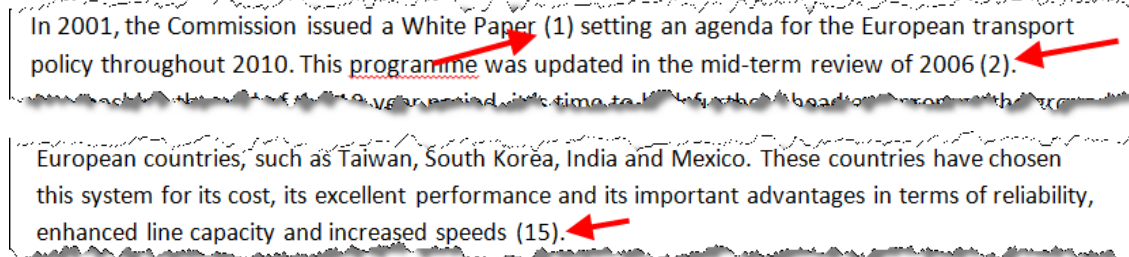 In 2001, the Commission issued a White Paper (1) setting an agenda for the European transport
policy throughout 2010. This programme was updated in the mid-term review of 2006 (2).
European countries, such as Taiwan, South Korea, India and Mexico. These countries have chosen
this system for its cost, its excellent performance and its important advantages in terms of reliability,
enhanced line capacity and increased speeds (15).